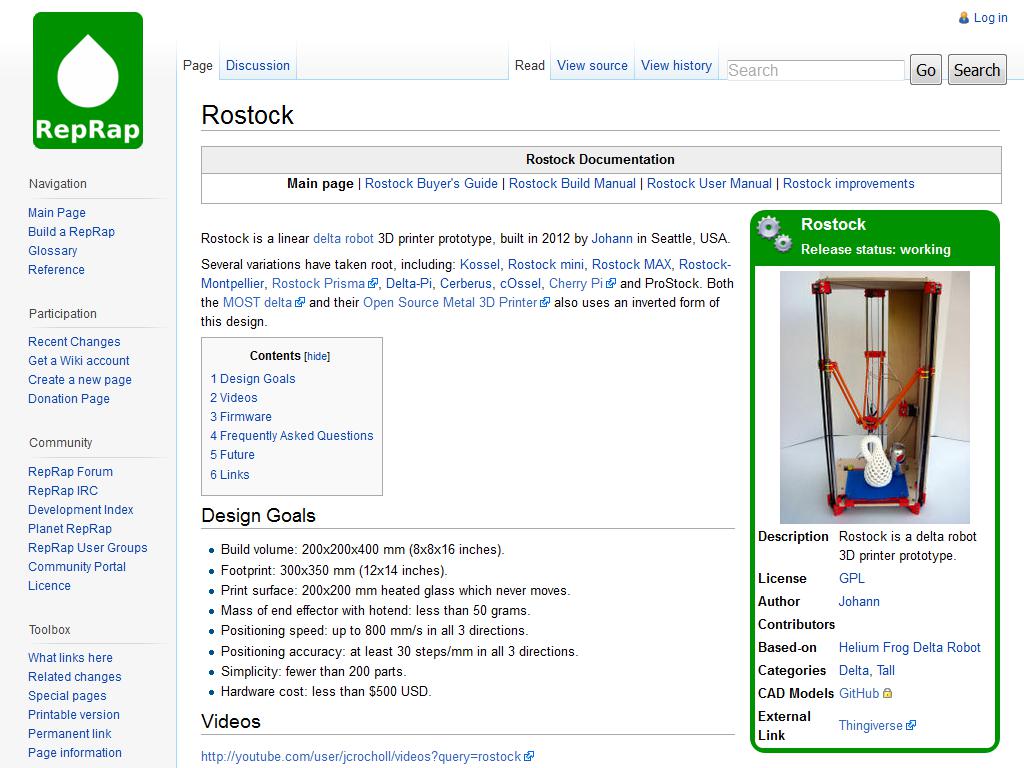 Log in
RepRap
Page
Discussion
Read
View source
View history
Search
Go
Search
Rostock
Rostock Documentation
Main page | Rostock Buyer's Guide | Rostock Build Manual | Rostock User Manual | Rostock improvements
Rostock is a linear delta robot 3D printer prototype, built in 2012 by Johann in Seattle, USA.
Several variations have taken root, including: Kossel, Rostock mini, Rostock MAX, Rostock-
Montpellier, Rostock Prisma, Delta-Pi, Cerberus, cOssel, Cherry Pi and ProStock. Both
the MOST delta and their Open Source Metal 3D Printer also uses an inverted form of
this design.
Contents [hide]
1 Design Goals
2 Videos
3 Firmware
4 Frequently Asked Questions
5 Future
6 Links
Design Goals
Build volume: 200x200x400 mm (8x8x16 inches).
Footprint: 300x350 mm (12x14 inches).
Print surface: 200x200 mm heated glass which never moves.
Mass of end effector with hotend: less than 50 grams.
Positioning speed: up to 800 mm/s in all 3 directions.
Positioning accuracy: at least 30 steps/mm in all 3 directions.
Simplicity: fewer than 200 parts.
Hardware cost: less than $500 USD.
Videos
http://youtube.com/user/jcrocholl/videos?query=rostock
Rostock
Release status: working
Description Rostock is a delta robot
3D printer prototype.
License GPL
Author Johann
Contributors
Based-on Helium Frog Delta Robot
Categories Delta, Tall
CAD Models GitHub
External
Link Thingiverse
Navigation
Main Page
Build a RepRap
Glossary
Reference
Participation
Recent Changes
Get a Wiki account
Create a new page
Donation Page
Community
RepRap Forum
RepRap IRC
Development Index
Planet RepRap
RepRap User Groups
Community Portal
Licence
Toolbox
What links here
Related changes
Special pages
Printable version
Permanent link
Page information